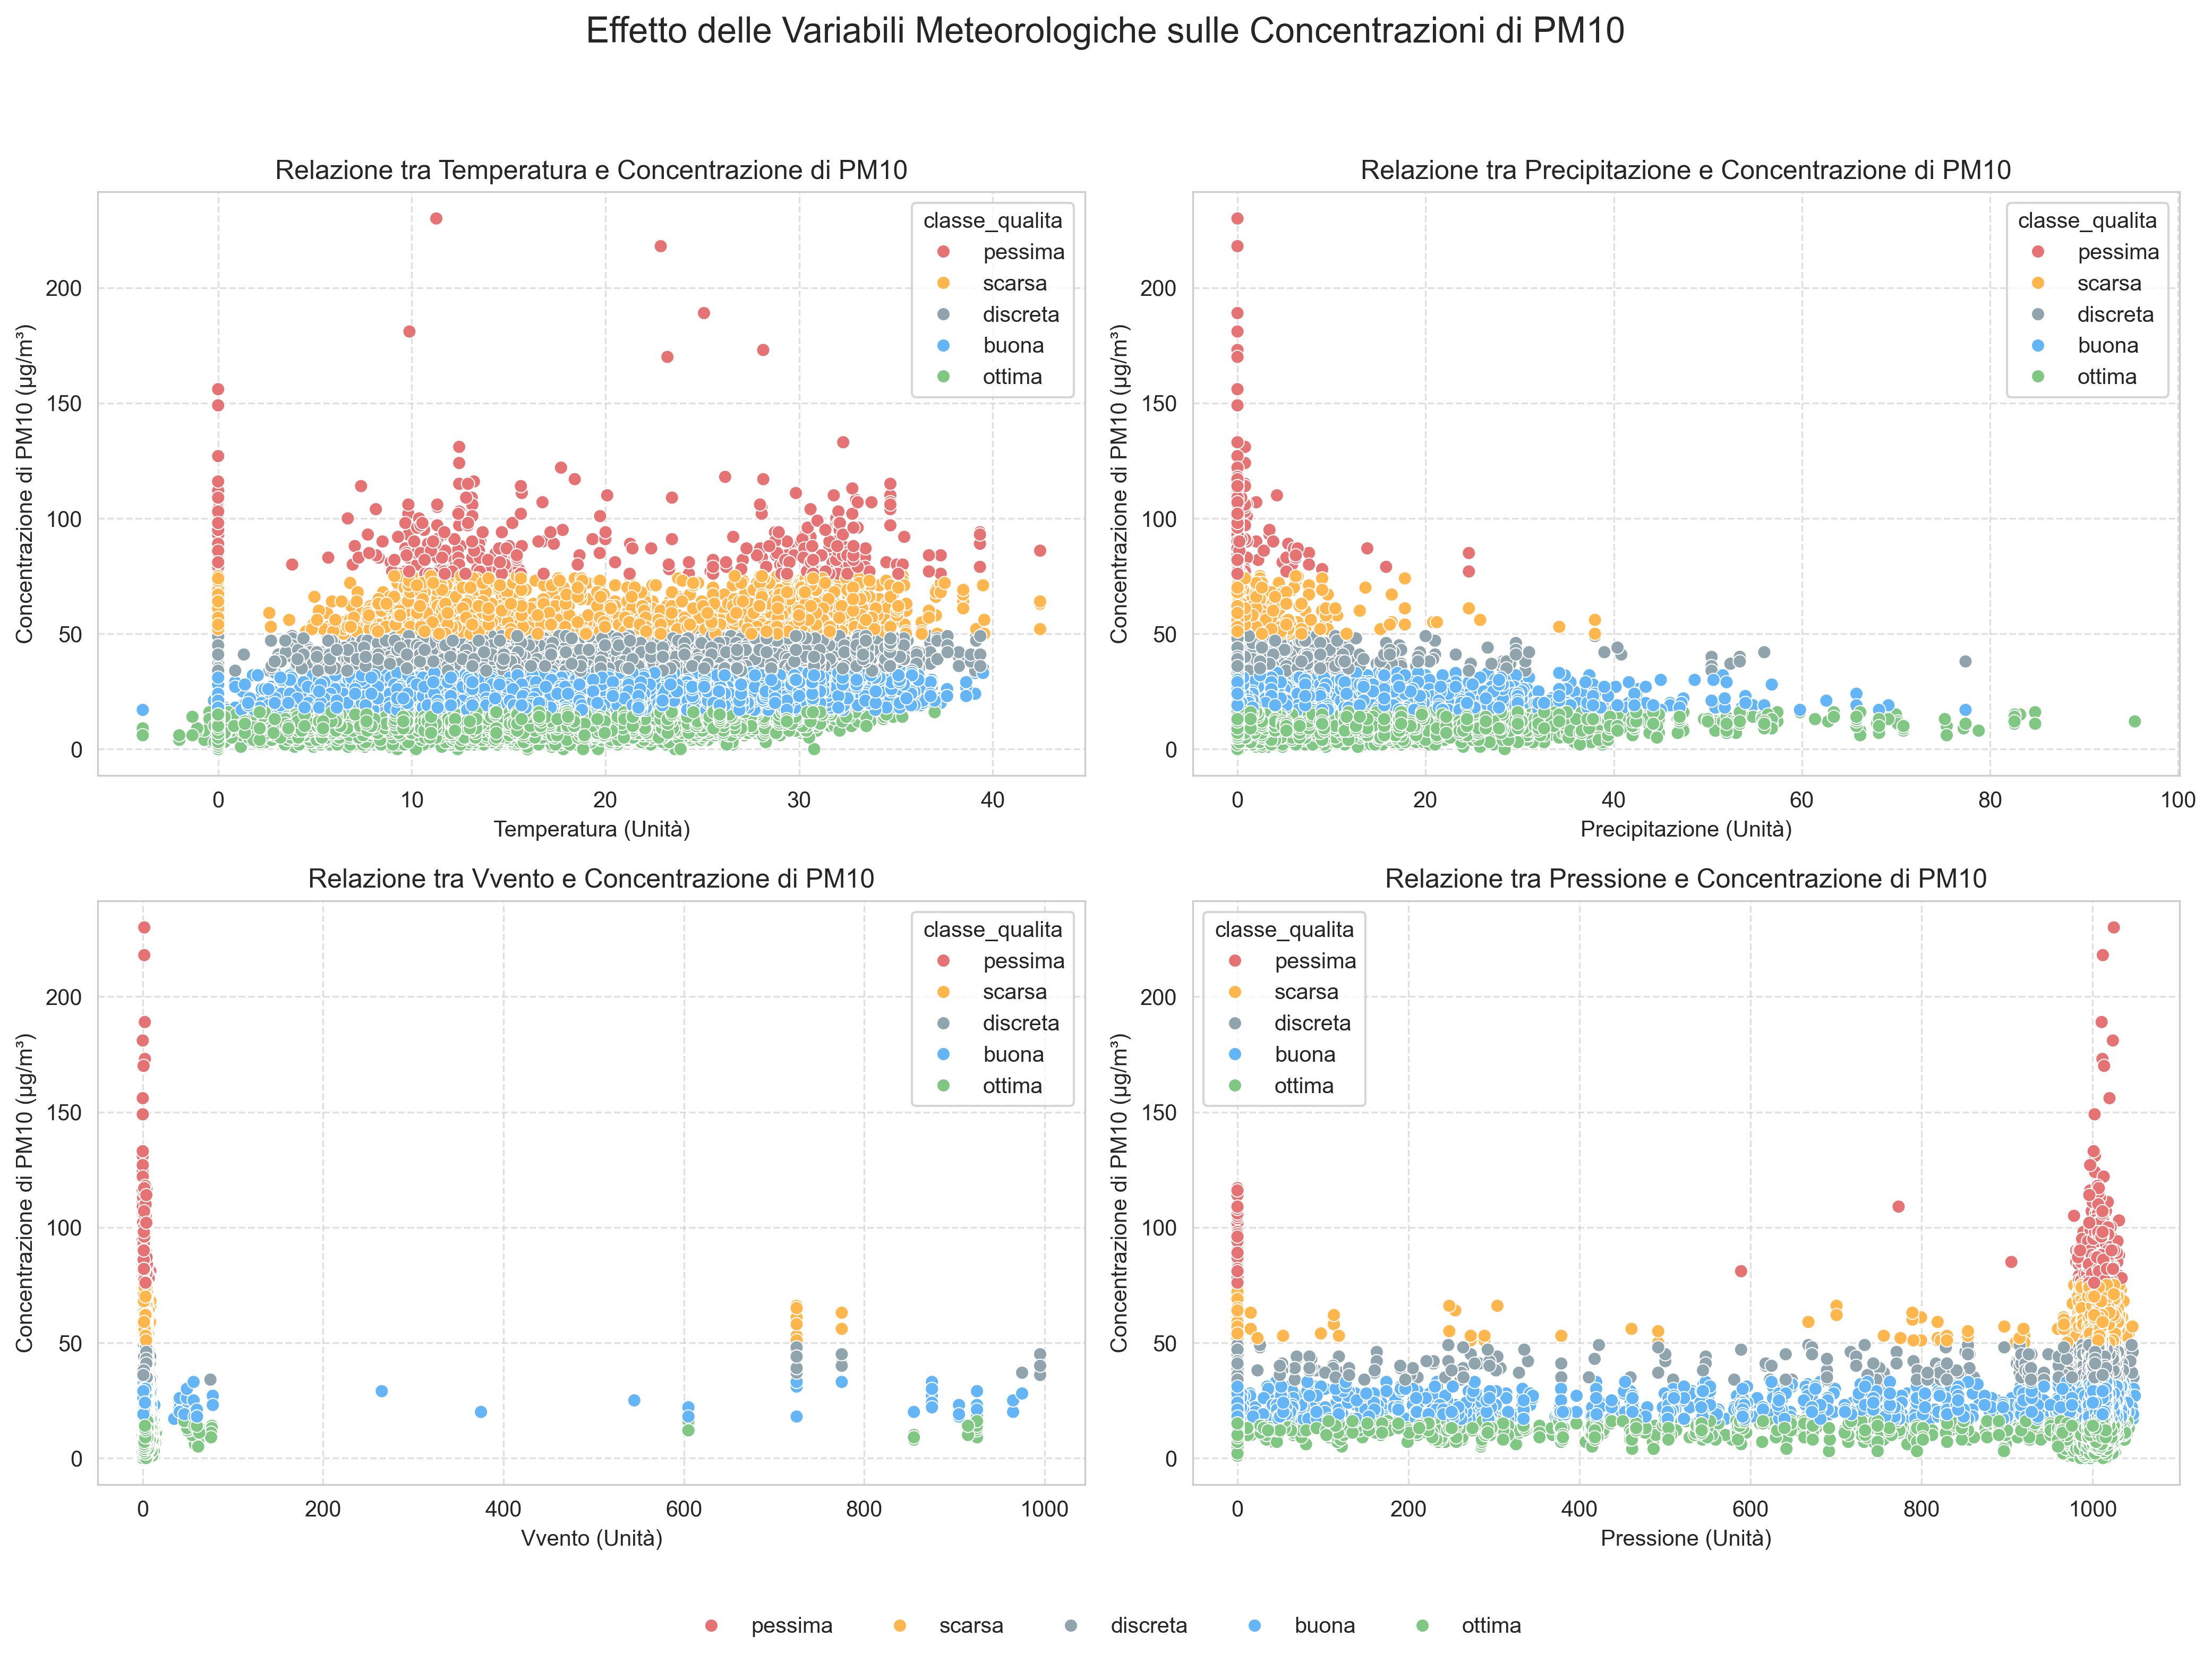 Effetto delle Variabili Meteorologiche sulle Concentrazioni di PM10
Relazione tra Temperatura e Concentrazione di PM10
Concentrazione di PM10 (µg/m³)
200
150
100
50
0
classe_qualita
pessima
scarsa
discreta
buona
ottima
0 10 20 30 40
Temperatura (Unità)
Relazione tra Precipitazione e Concentrazione di PM10
Concentrazione di PM10 (µg/m³)
200
150
100
50
0
classe_qualita
pessima
scarsa
discreta
buona
ottima
0 20 40 60 80 100
Precipitazione (Unità)
Relazione tra Vvento e Concentrazione di PM10
Concentrazione di PM10 (µg/m³)
200
150
100
50
0
classe_qualita
pessima
scarsa
discreta
buona
ottima
0 200 400 600 800 1000
Vvento (Unità)
Relazione tra Pressione e Concentrazione di PM10
Concentrazione di PM10 (µg/m³)
200
150
100
50
0
classe_qualita
pessima
scarsa
discreta
buona
ottima
0 200 400 600 800 1000
Pressione (Unità)
pessima scarsa discreta buona ottima